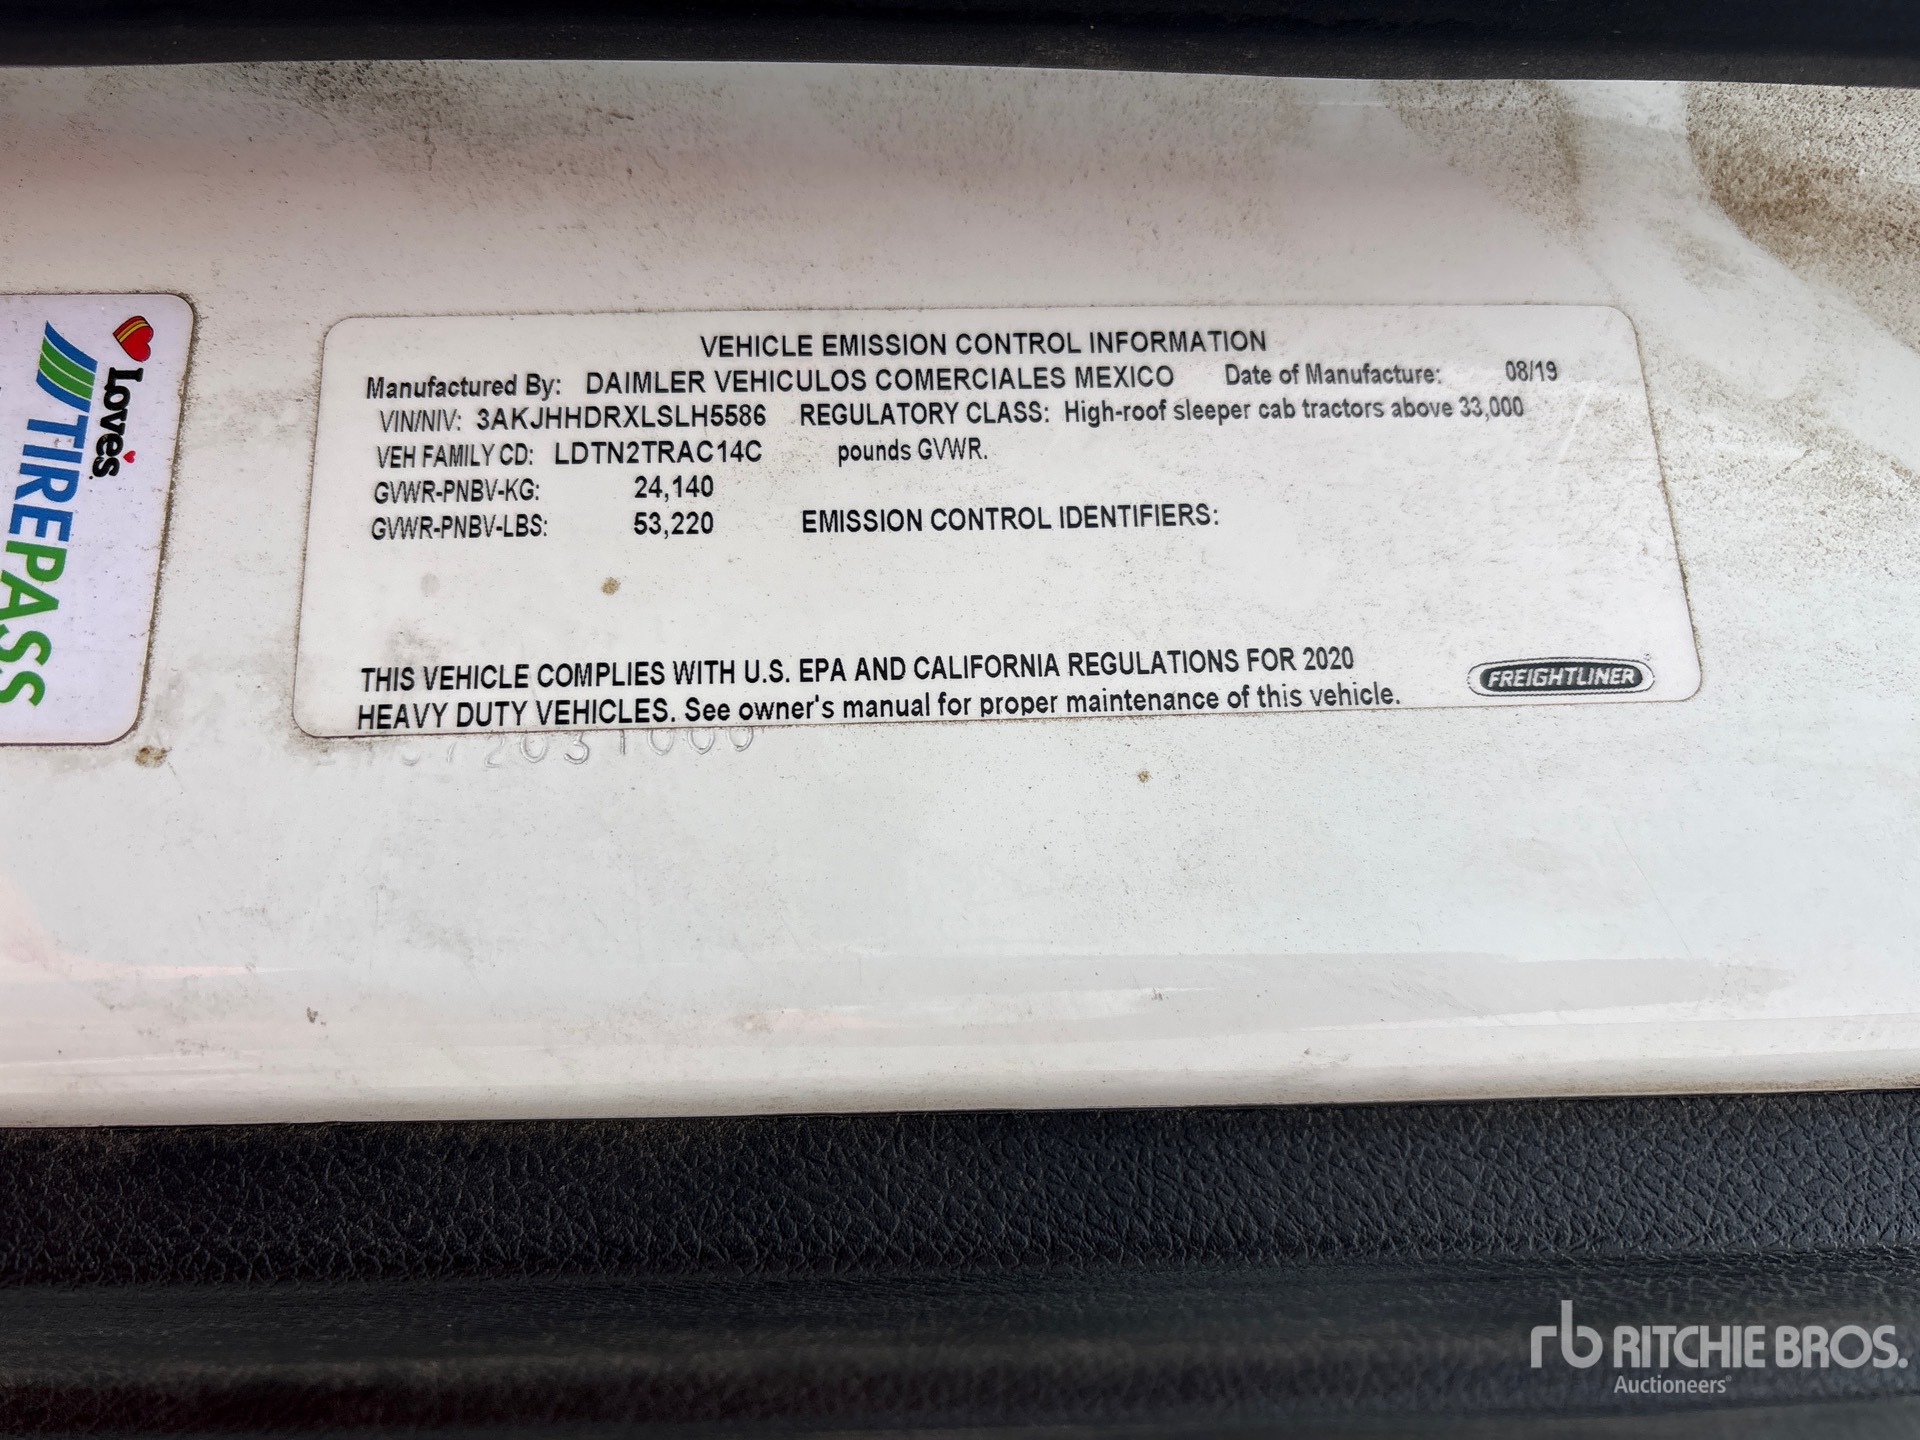 VEHICLE EMISSION CONTROL INFORMATION
Manufactured By: DAIMLER VEHICULOS COMERCIALES MEXICO Date of Manufacture: 08/19
VIN/NIV: 3AKJHHDRXLSLH5586 REGULATORY CLASS: High-roof sleeper cab tractors above 33,000
VEH FAMILY CD: LDTN2TRAC14C pounds GVWR.
GVWR-PNBV-KG: 24,140
GVWR-PNBV-LBS: 53,220 EMISSION CONTROL IDENTIFIERS:
THIS VEHICLE COMPLIES WITH U.S. EPA AND CALIFORNIA REGULATIONS FOR 2020
HEAVY DUTY VEHICLES. See owner's manual for proper maintenance of this vehicle.
FREIGHTLINER
Love's
TIREPASS
rb RITCHIE BROS.
Auctioneers